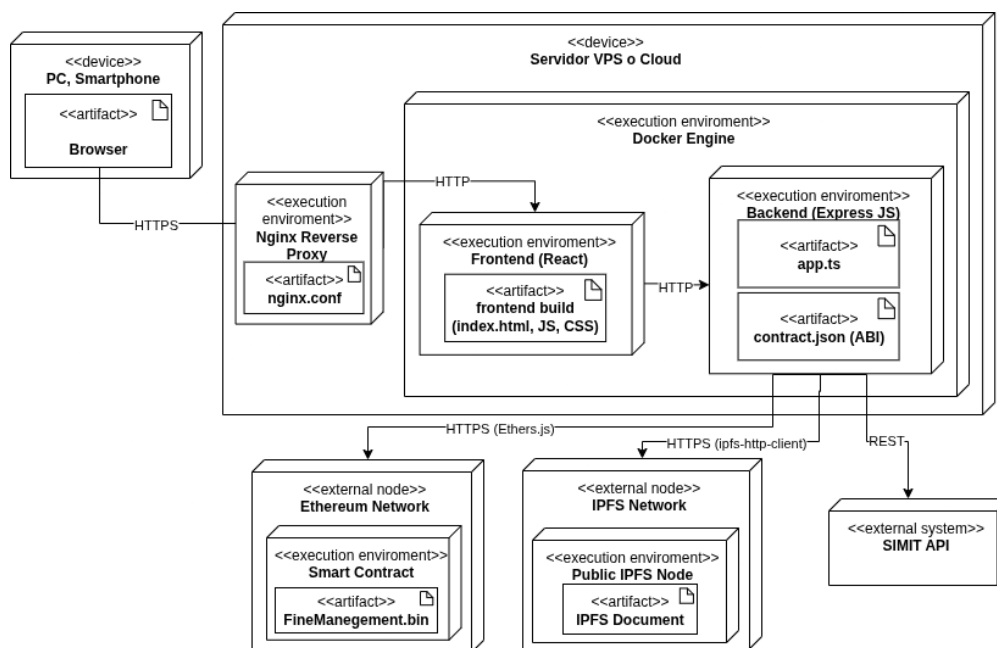 <<device>>
PC, Smartphone
<<artifact>>
Browser
HTTPS
<<device>>
Servidor VPS o Cloud
<<execution
enviroment>>
Nginx Reverse
Proxy
<<artifact>>
nginx.conf
HTTP
<<execution enviroment>>
Docker Engine
<<execution enviroment>>
Frontend (React)
<<artifact>>
frontend build
(index.html, JS, CSS)
HTTP
<<execution enviroment>>
Backend (Express JS)
<<artifact>>
app.ts
<<artifact>>
contract.json (ABI)
HTTPS (Ethers.js)
HTTPS (ipfs-http-client)
REST
<<external node>>
Ethereum Network
<<execution enviroment>>
Smart Contract
<<artifact>>
FineManegement.bin
<<external node>>
IPFS Network
<<execution enviroment>>
Public IPFS Node
<<artifact>>
IPFS Document
<<external system>>
SIMIT API